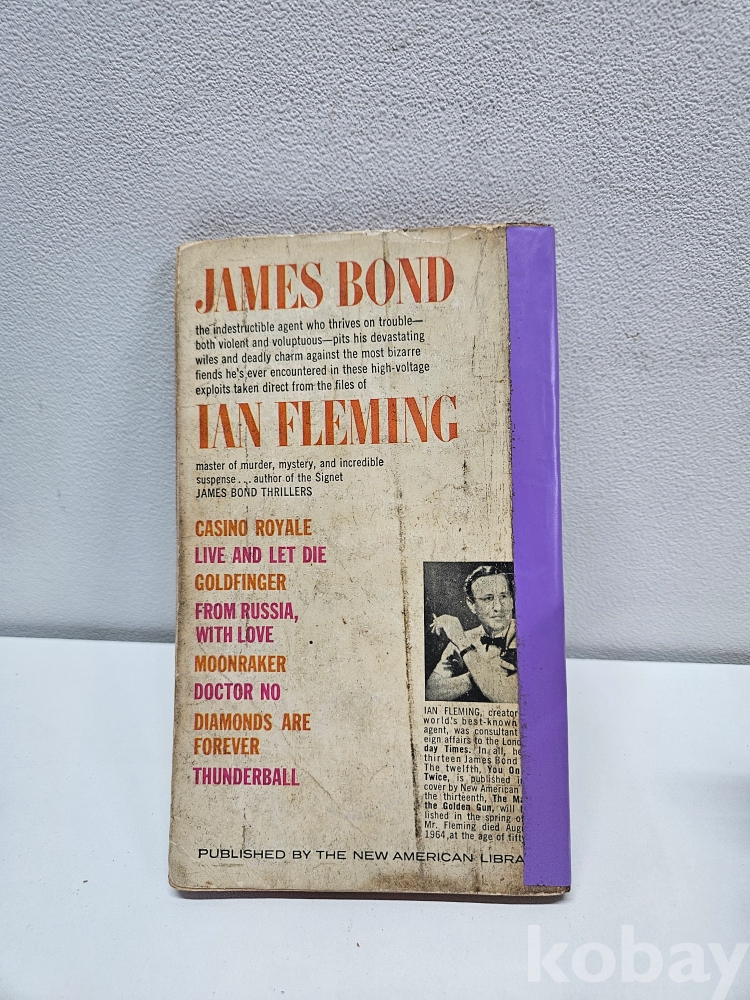 JAMES BOND
the indestructible agent who thrives on trouble—
both violent and voluptuous—pits his devastating
wiles and deadly charm against the most bizarre
fiends he's ever encountered in these high-voltage
exploits taken direct from the files of
IAN FLEMING
master of murder, mystery, and incredible
suspense... author of the Signet
JAMES BOND THRILLERS
CASINO ROYALE
LIVE AND LET DIE
GOLDFINGER
FROM RUSSIA,
WITH LOVE
MOONRAKER
DOCTOR NO
DIAMONDS ARE
FOREVER
THUNDERBALL
IAN FLEMING, creator
world's best-known
agent, was consultant
eign affairs to the Lond
day Times. In all, he
thirteen James Bond
The twelfth, You On
Twice, is published i
cover by New American
the thirteenth, The Ma
the Golden Gun, will
lished in the spring of
Mr. Fleming died Aug
1964, at the age of fifty
PUBLISHED BY THE NEW AMERICAN LIBRA
kobay